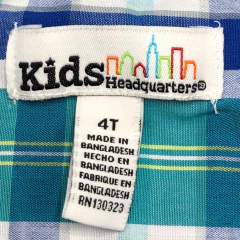 Kids
Headquarters®
4T
MADE IN
BANGLADESH
HECHO EN
BANGLADESH
FABRIQUE EN
BANGLADESH
RN130323